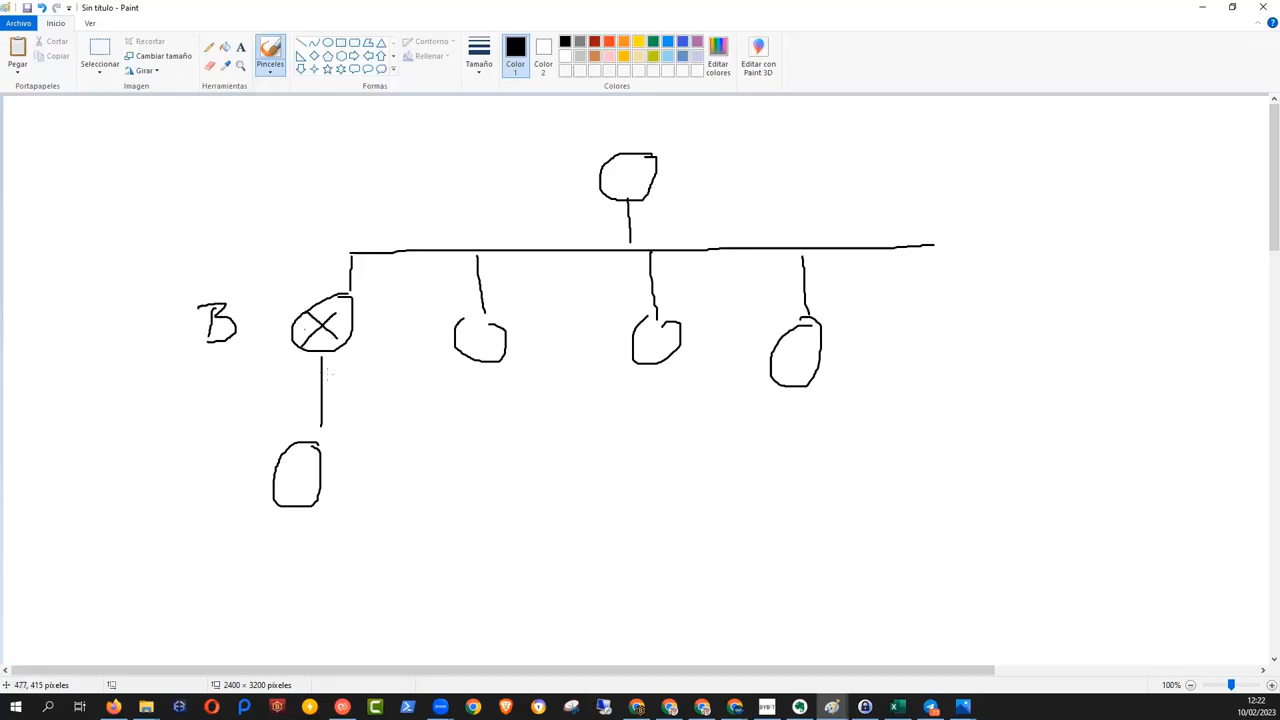 Sin título - Paint
Archivo Inicio Ver
Pegar
Cortar
Copiar
Portapapeles
Seleccionar
Recortar
Cambiar tamaño
Girar
Imagen
A
Herramientas
Pinceles
Contorno
Rellenar
Formas
Tamaño
Color 1
Color 2
Editar colores
Editar con Paint 3D
Colores
B
477, 415 píxeles
2400 × 3200 píxeles
100%
12:22
10/02/2023